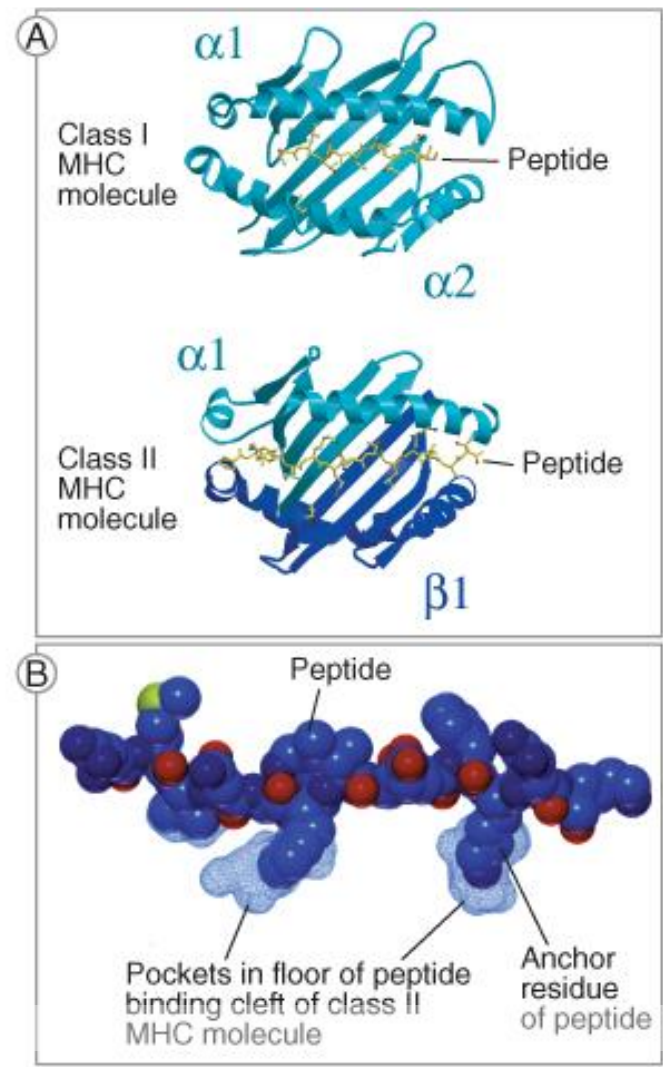 A
α1
Class I
MHC
molecule
Peptide
α2
α1
Class II
MHC
molecule
Peptide
β1
B
Peptide
Pockets in floor of peptide
binding cleft of class II
MHC molecule
Anchor
residue
of peptide